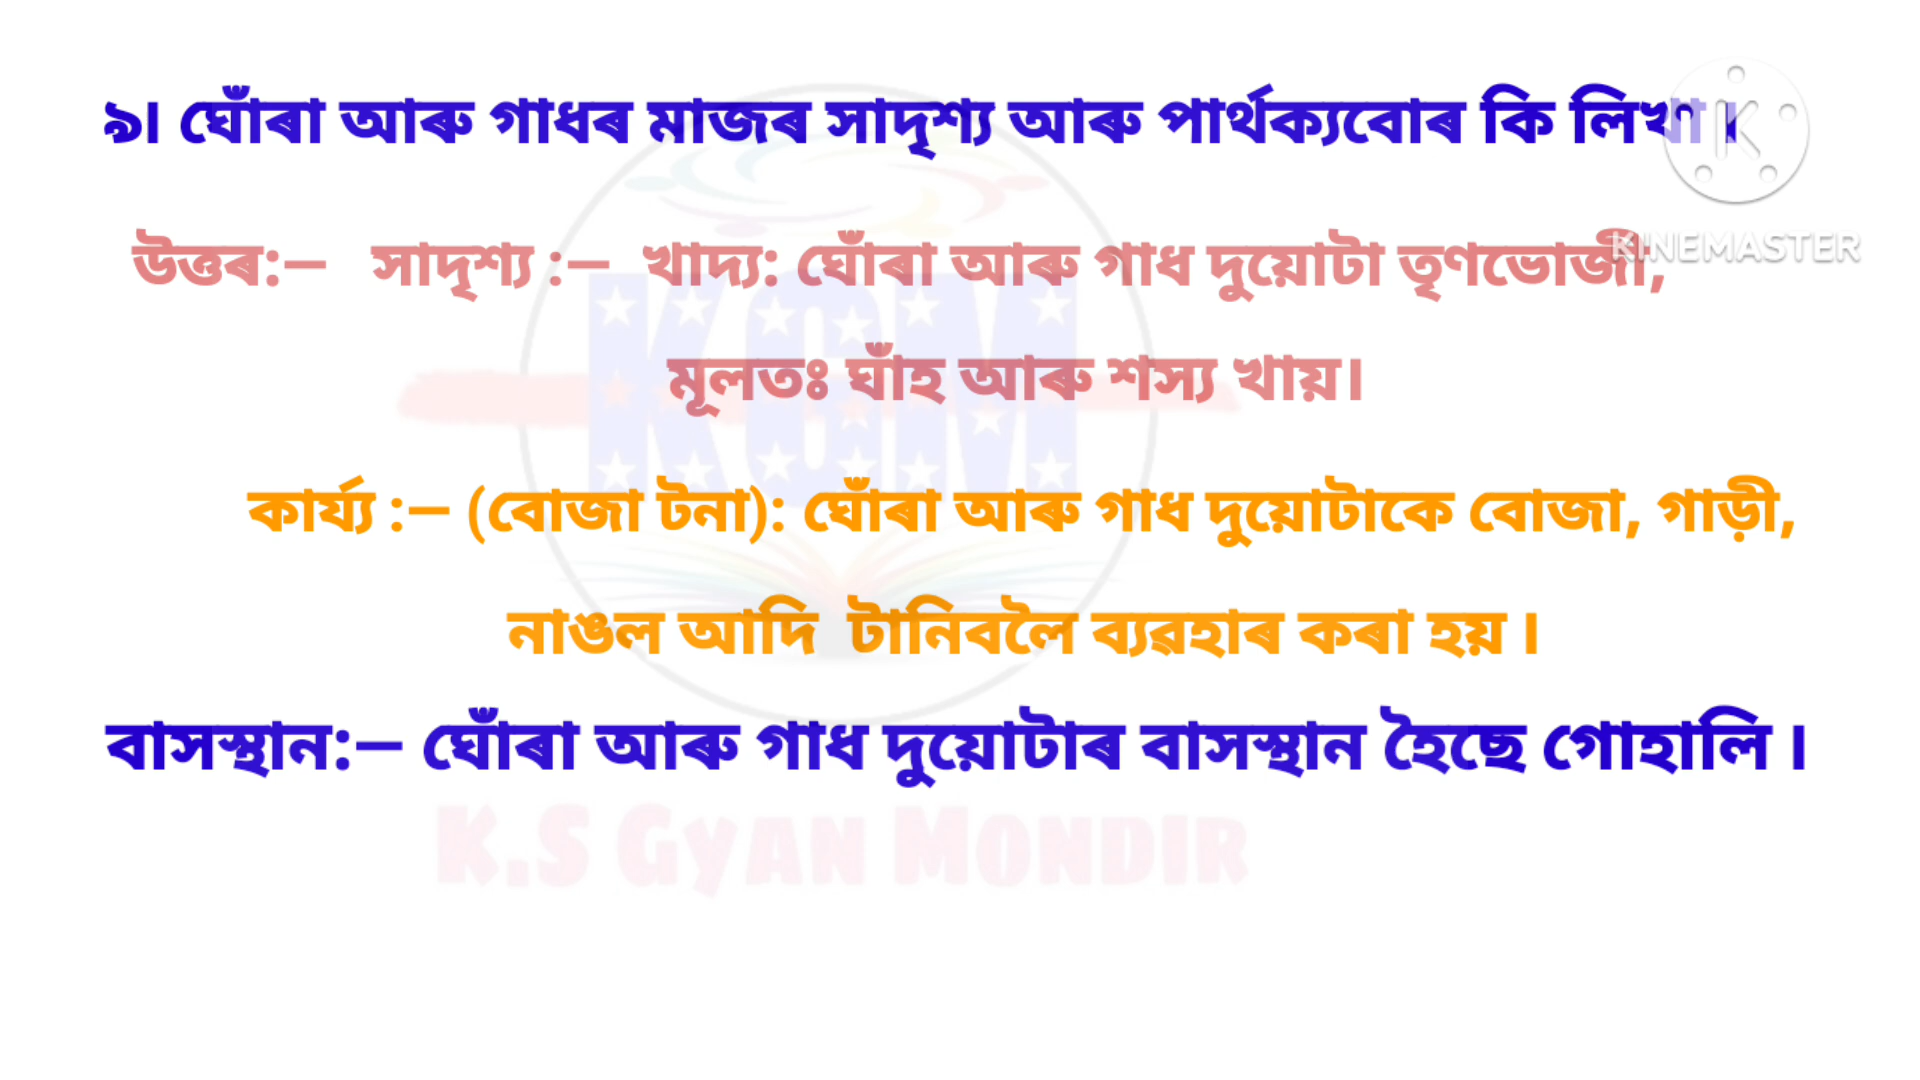 ৯। ঘোঁৰা আৰু গাধৰ মাজৰ সাদৃশ্য আৰু পাৰ্থক্যবোৰ কি লিখা ।
KINEMASTER
উত্তৰ:– সাদৃশ্য :– খাদ্য: ঘোঁৰা আৰু গাধ দুয়োটা তৃণভোজী,
মূলতঃ ঘাঁহ আৰু শস্য খায়।
KGM
কাৰ্য্য :– (বোজা টনা): ঘোঁৰা আৰু গাধ দুয়োটাকে বোজা, গাড়ী,
নাঙল আদি টানিবলৈ ব্যৱহাৰ কৰা হয় ।
বাসস্থান:– ঘোঁৰা আৰু গাধ দুয়োটাৰ বাসস্থান হৈছে গোহালি ।
K.S GYAN MONDIR